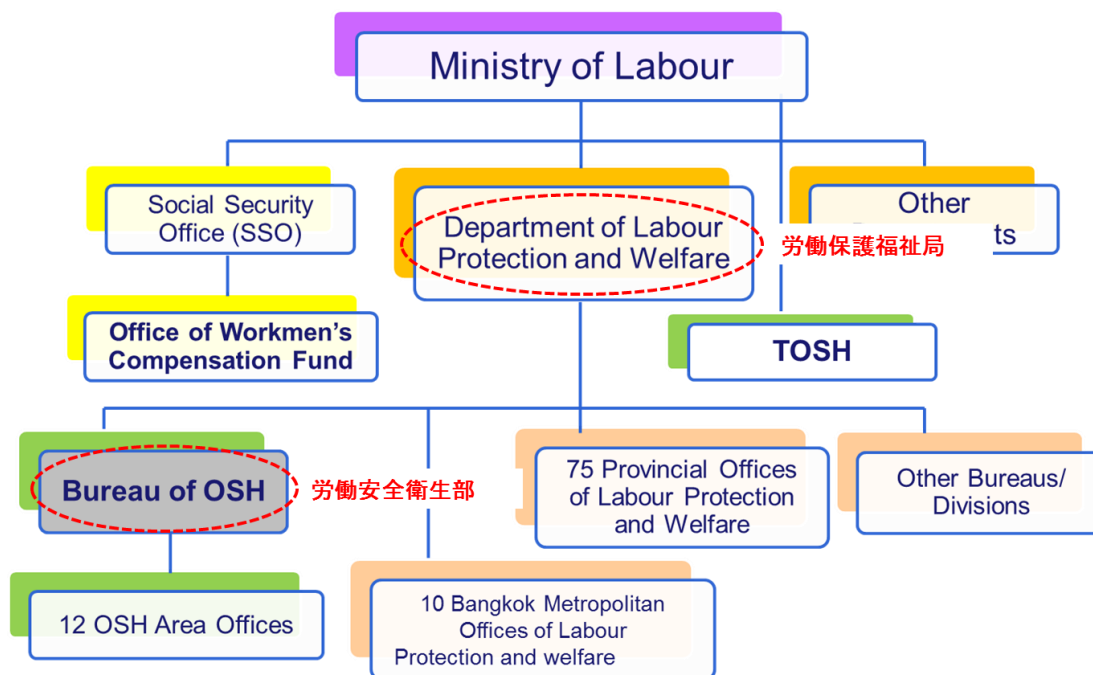 Ministry of Labour
Social Security
Office (SSO)
Department of Labour
Protection and Welfare
労働保護福祉局
Other
ts
Office of Workmen's
Compensation Fund
TOSH
Bureau of OSH
労働安全衛生部
75 Provincial Offices
of Labour Protection
and Welfare
Other Bureaus/
Divisions
12 OSH Area Offices
10 Bangkok Metropolitan
Offices of Labour
Protection and welfare